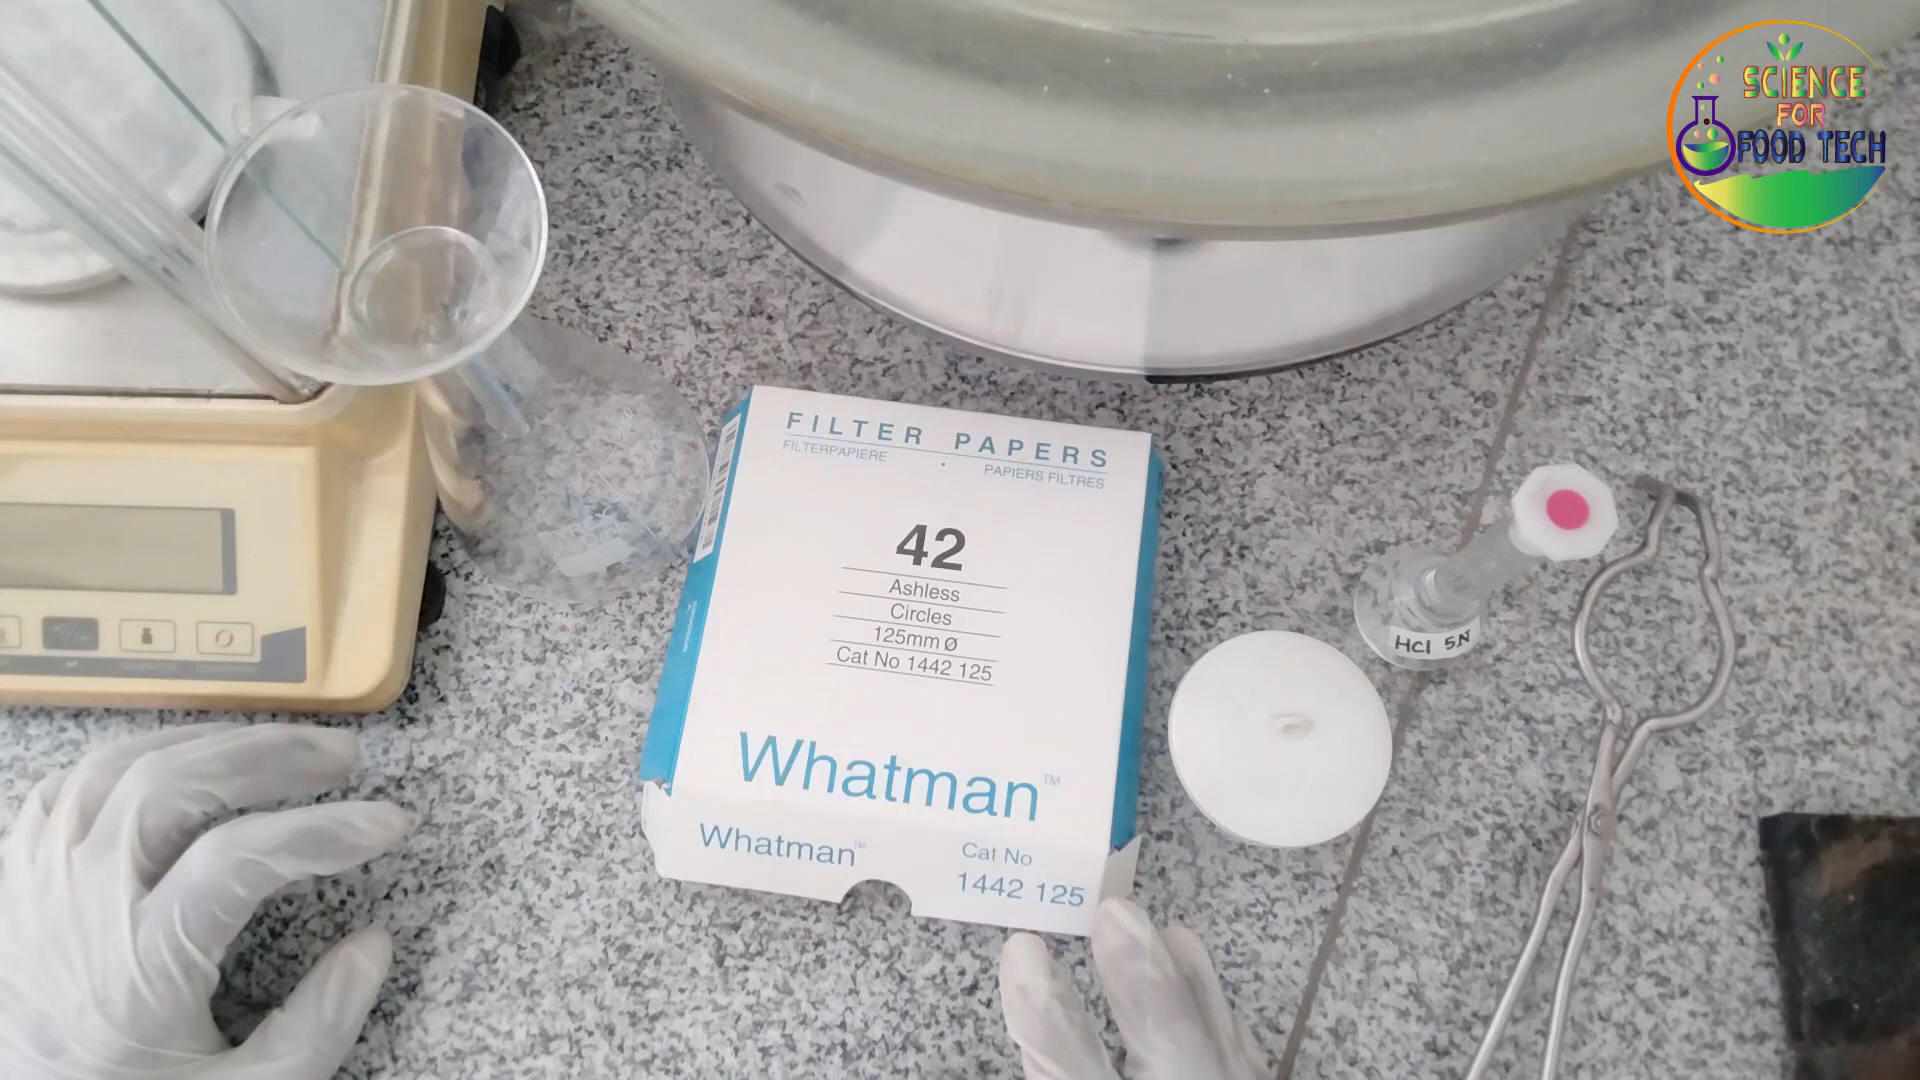 SCIENCE
FOR
FOOD TECH
FILTER PAPERS
FILTERPAPIERE
PAPIERS FILTRES
42
Ashless
Circles
125mm Ø
Cat No 1442 125
Whatman™
Whatman™
Cat No
1442 125
HCl 5N